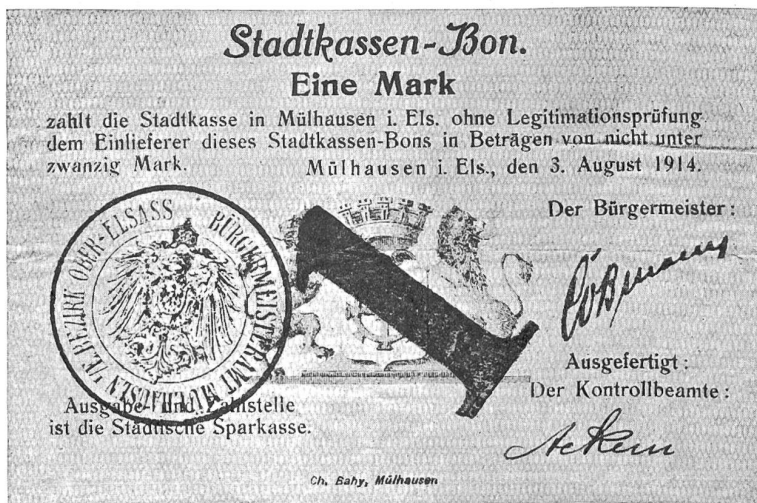 Stadtkassen-Bon.
Eine Mark
zahlt die Stadtkasse in Mülhausen i. Els. ohne Legitimationsprüfung
dem Einlieferer dieses Stadtkassen-Bons in Beträgen von nicht unter
zwanzig Mark.
Mülhausen i. Els., den 3. August 1914.
BEZIRK OBER-ELSASS
BÜRGERMEISTERAMT MÜLHAUSEN
1
Der Bürgermeister:
Ausgefertigt:
Der Kontrollbeamte:
Ausgabe- und Zahlstelle
ist die Städtische Sparkasse.
Ch. Bahy, Mülhausen